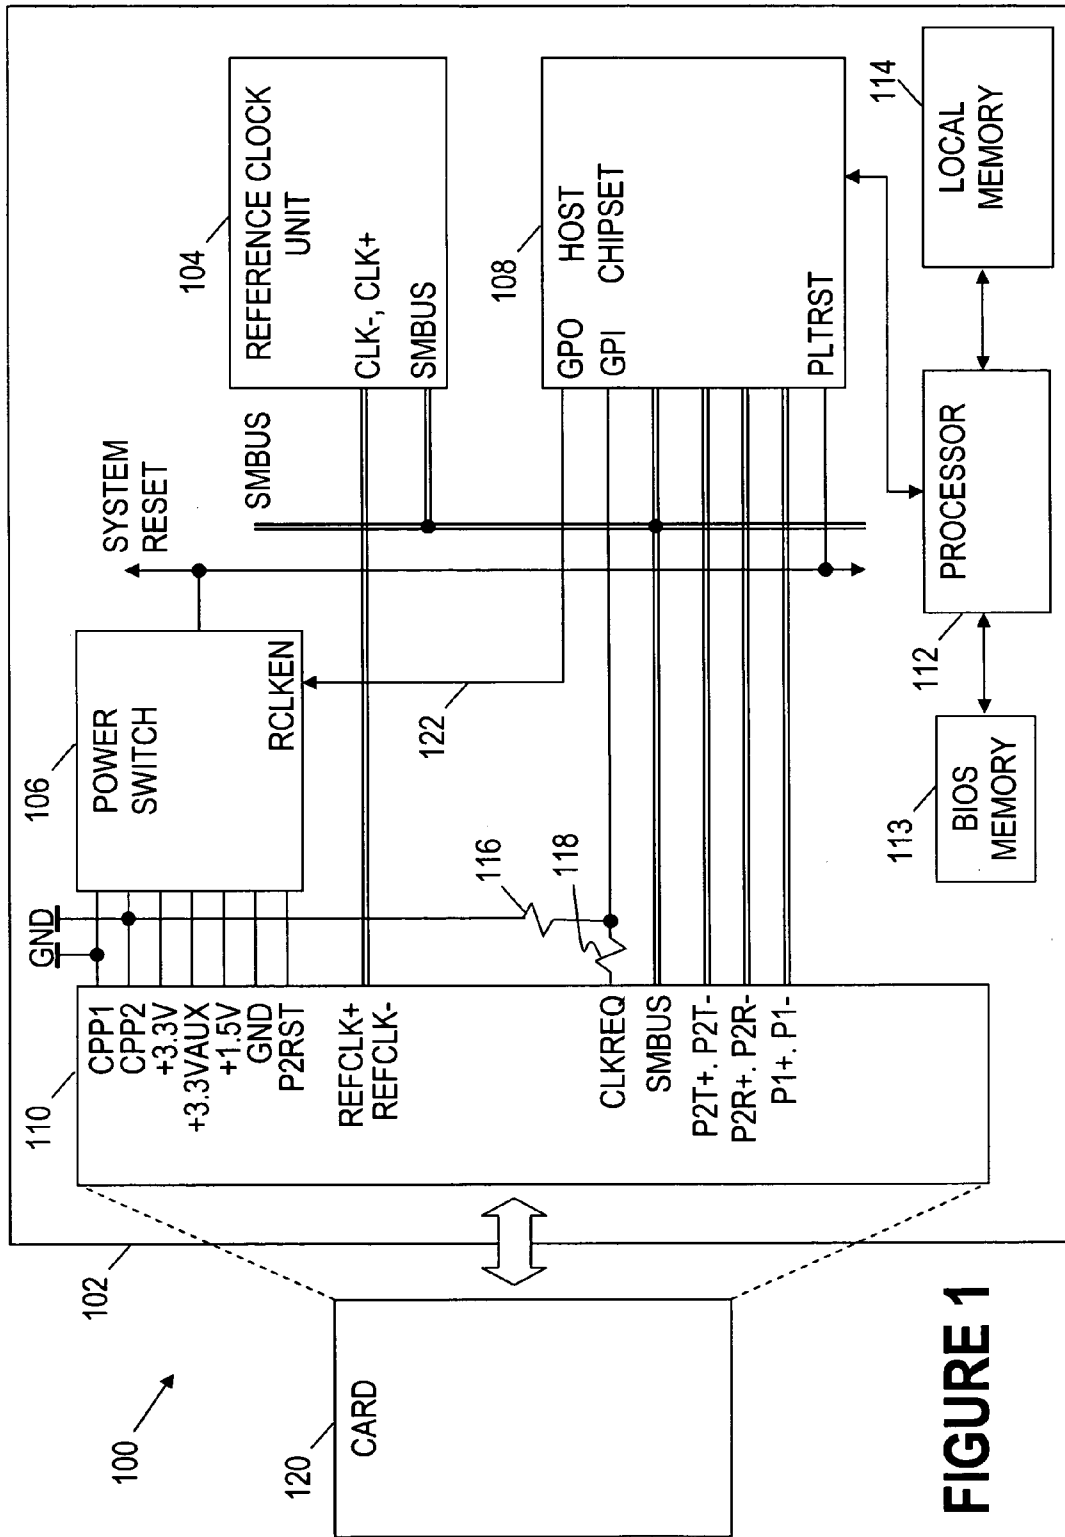 100
102
120
CARD
110
CPP1
CPP2
+3.3V
+3.3VAUX
+1.5V
GND
P2RST
REFCLK+
REFCLK-
CLKREQ
SMBUS
P2T+. P2T-
P2R+. P2R-
P1+. P1-
GND
116
118
106
POWER
SWITCH
RCLKEN
122
SYSTEM
RESET
SMBUS
104
REFERENCE CLOCK
UNIT
CLK-, CLK+
SMBUS
108
GPO
HOST
GPI
CHIPSET
PLTRST
113
BIOS
MEMORY
112
PROCESSOR
114
LOCAL
MEMORY
FIGURE 1